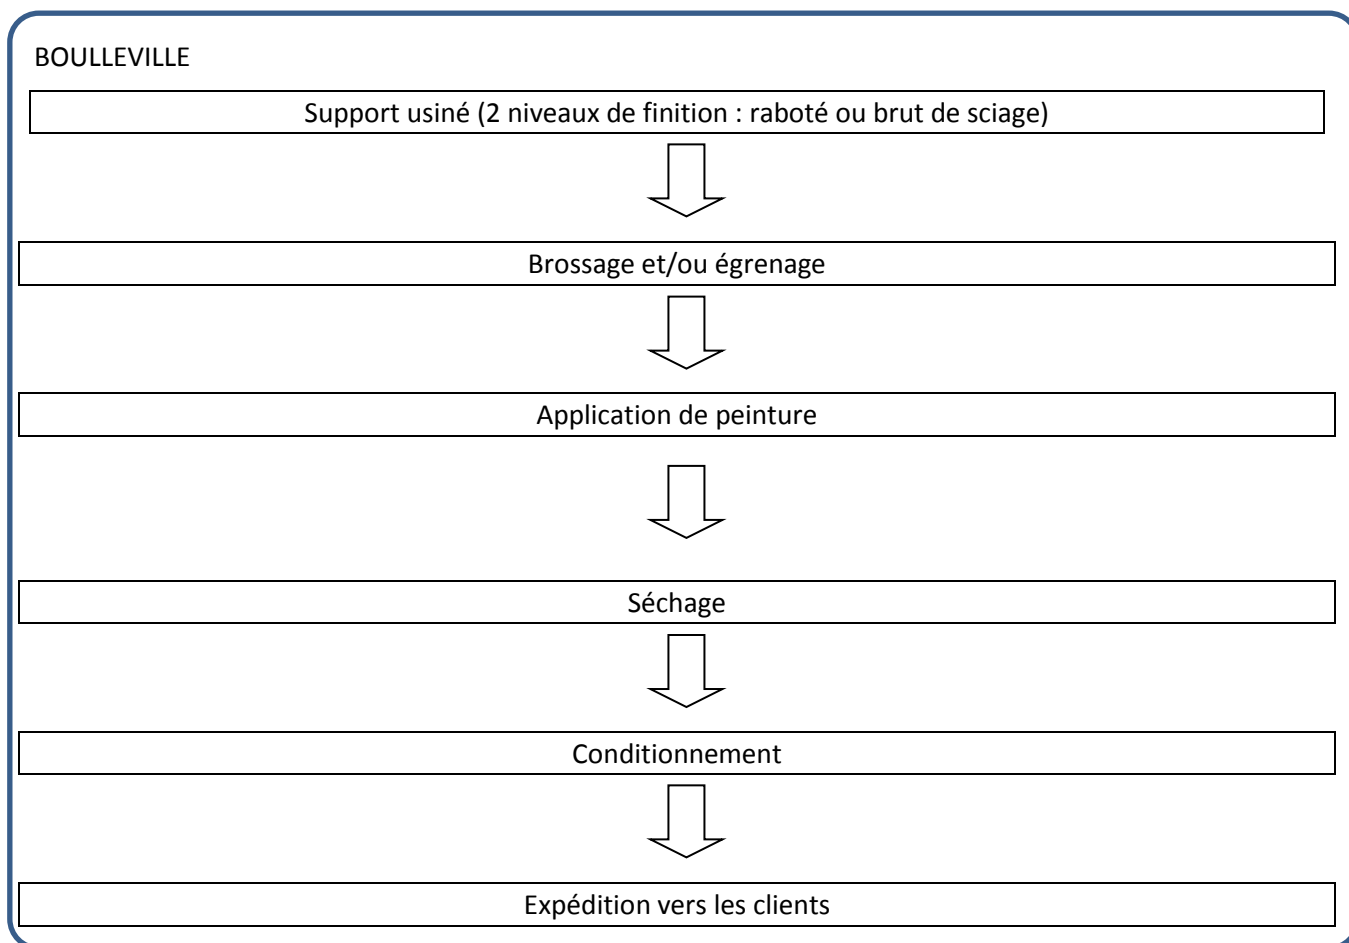 BOULLEVILLE
Support usiné (2 niveaux de finition : raboté ou brut de sciage)
Brossage et/ou égrenage
Application de peinture
Séchage
Conditionnement
Expédition vers les clients